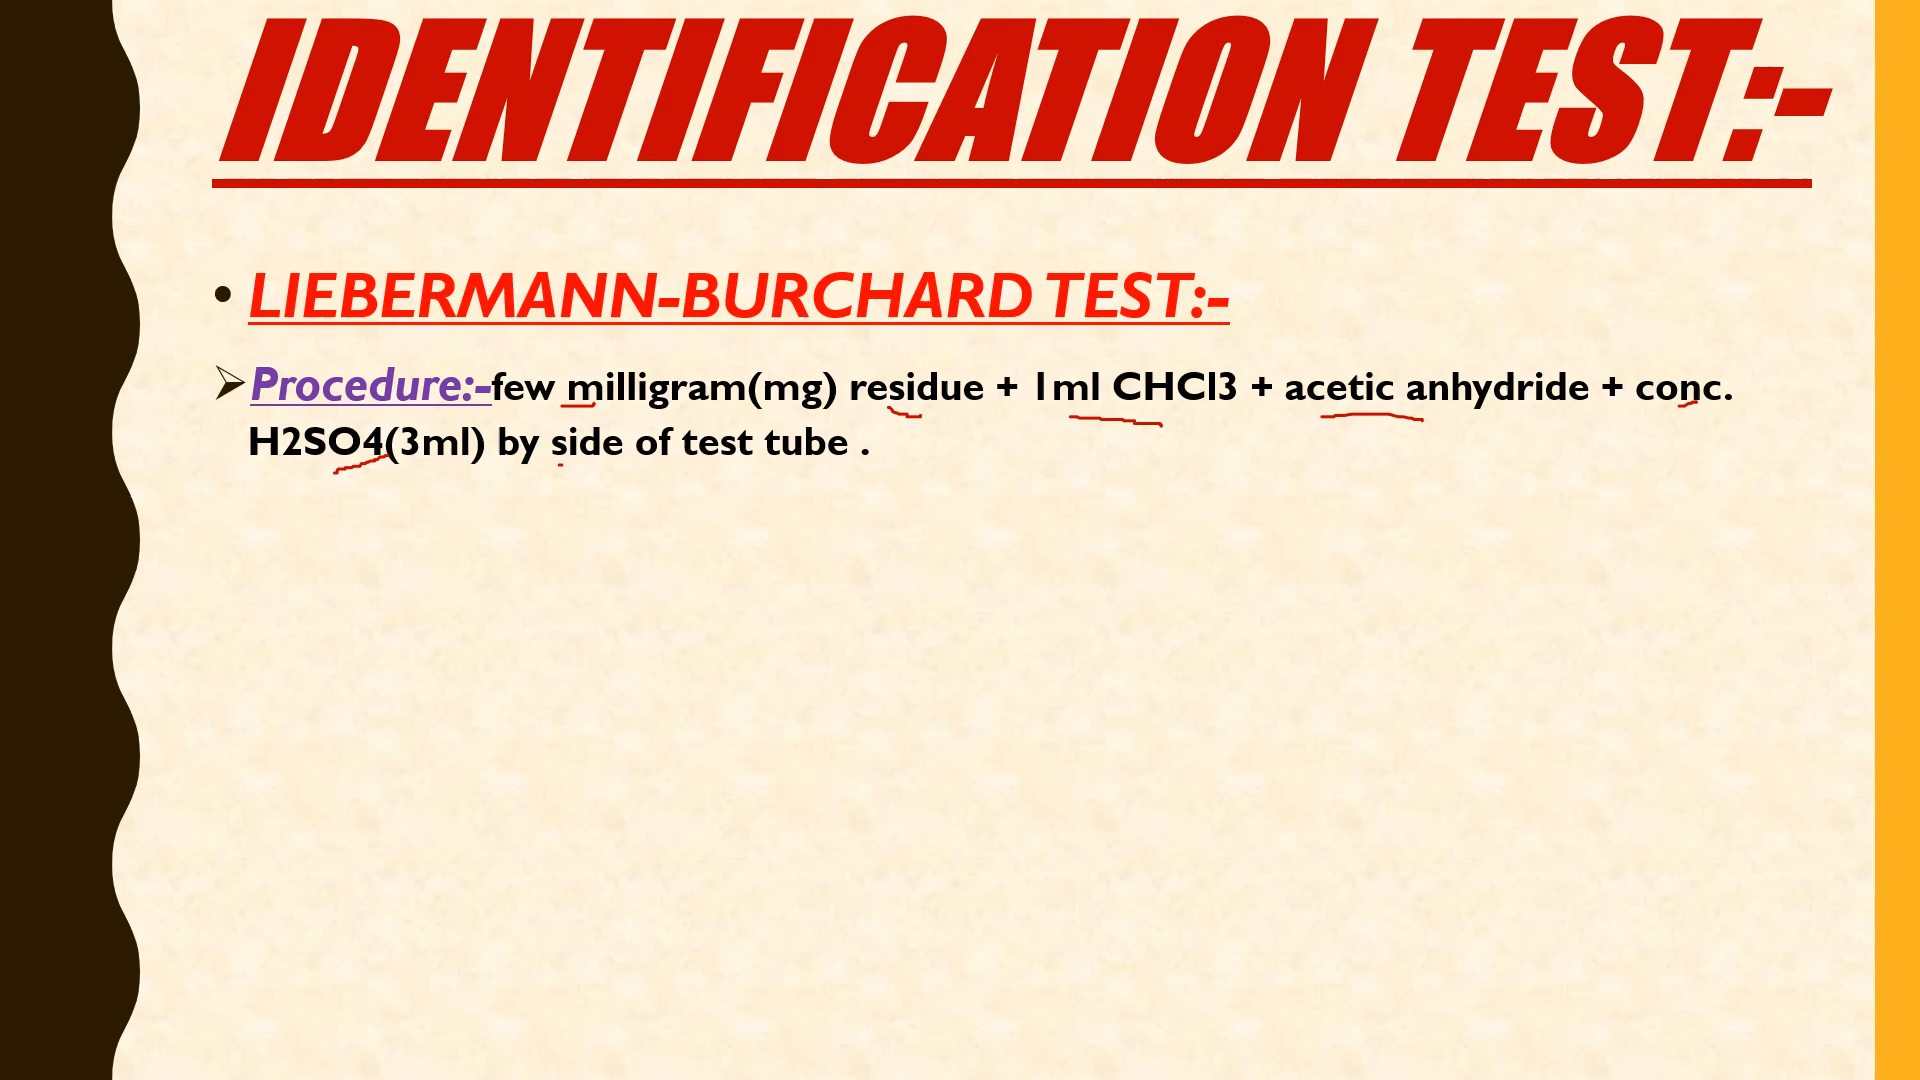 IDENTIFICATION TEST:-
• LIEBERMANN-BURCHARD TEST:-
➢Procedure:-few milligram(mg) residue + 1ml CHCl3 + acetic anhydride + conc.
H2SO4(3ml) by side of test tube .